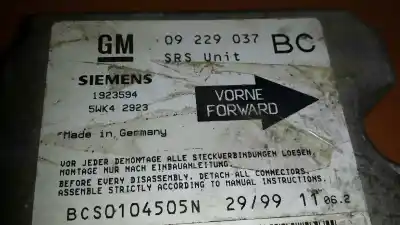 GM 09 229 037 BC
SRS Unit
SIEMENS
1923594
5WK4 2923
VORNE
FORWARD
Made in Germany
VOR JEDER DEMONTAGE ALLE STECKVERBINDUNGEN LOESEN,
MONTAGE NUR NACH EINBAUANLEITUNG.
BEFORE EVERY DISASSEMBLY, DETACH ALL CONNECTORS.
ASSEMBLE STRICTLY ACCORDING TO MANUAL INSTRUCTIONS.
BCS0104505N 29/99 11 06.2